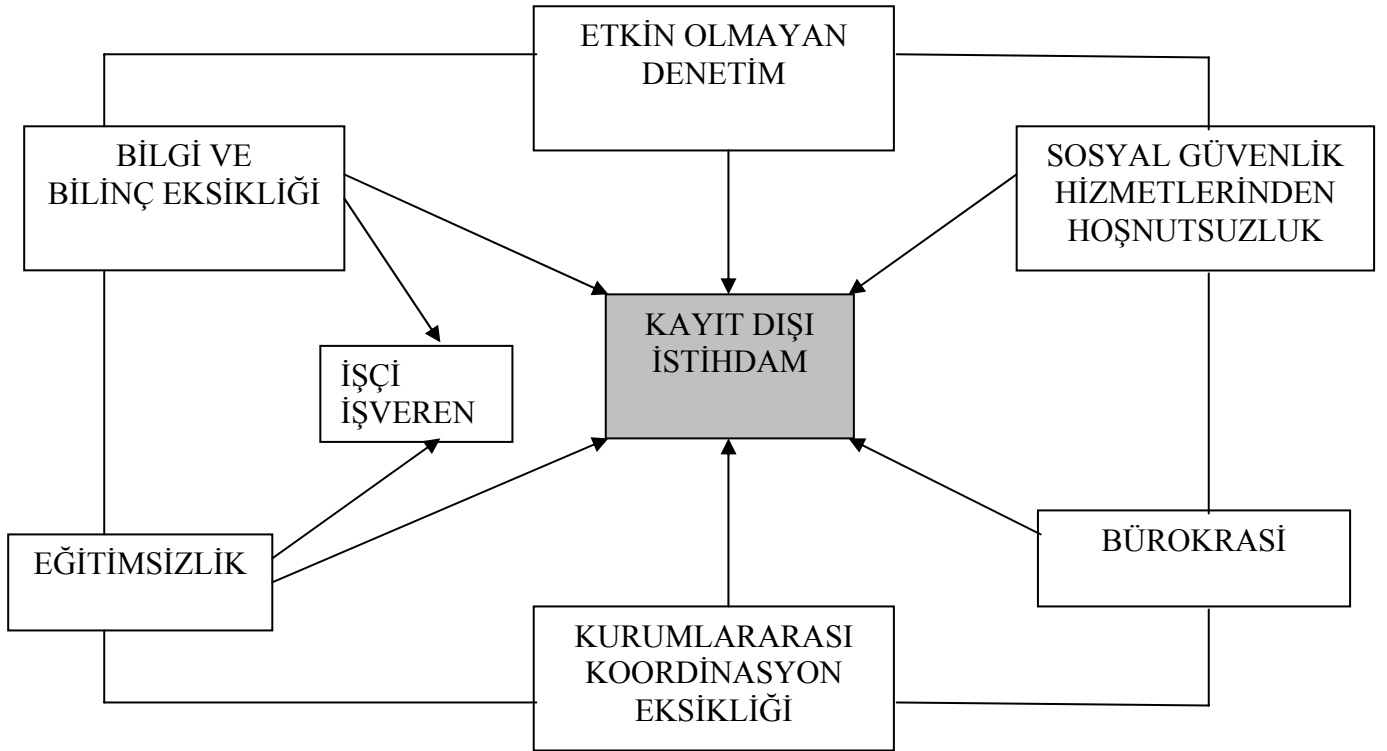 ETKİN OLMAYAN
DENETİM
BİLGİ VE
BİLİNÇ EKSİKLİĞİ
SOSYAL GÜVENLİK
HİZMETLERİNDEN
HOŞNUTSUZLUK
KAYIT DIŞI
İSTİHDAM
İŞÇİ
İŞVEREN
EĞİTİMSİZLİK
BÜROKRASİ
KURUMLARARASI
KOORDİNASYON
EKSİKLİĞİ